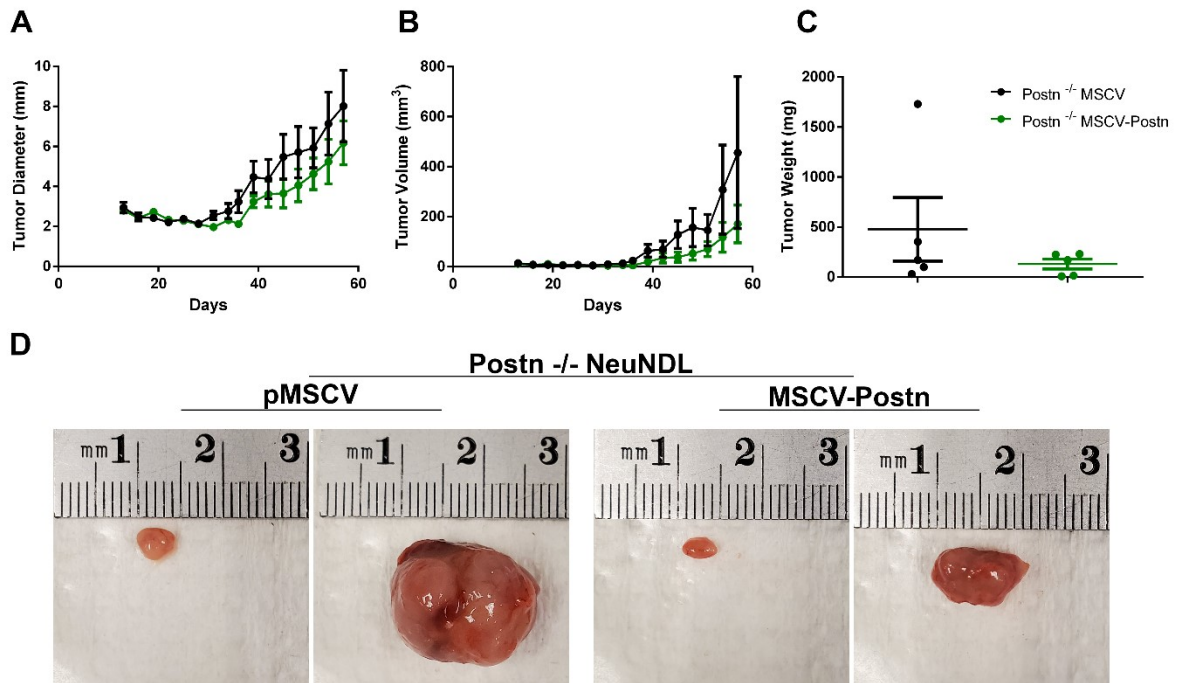 A
Tumor Diameter (mm)
10
8
6
4
2
0
0 20 40 60
Days
B
Tumor Volume (mm³)
800
600
400
200
0
0 20 40 60
Days
C
Tumor Weight (mg)
2000
1500
1000
500
0
Postn -/- MSCV
Postn -/- MSCV-Postn
D
Postn -/- NeuNDL
pMSCV
MSCV-Postn
mm 1 2 3
mm 1 2 3
mm 1 2 3
mm 1 2 3